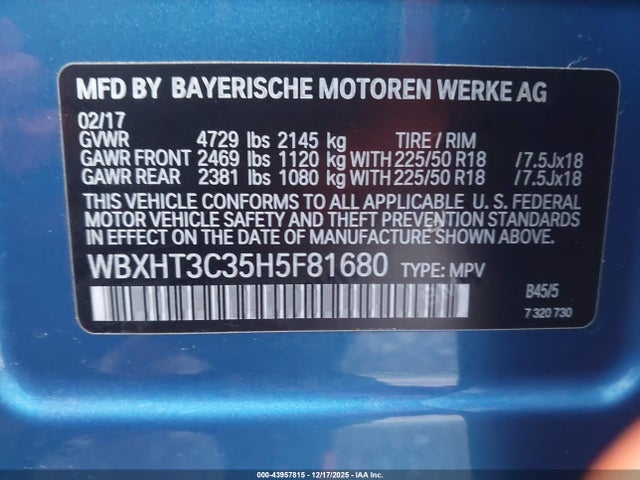 MFD BY BAYERISCHE MOTOREN WERKE AG
02/17
GVWR 4729 lbs 2145 kg TIRE / RIM
GAWR FRONT 2469 lbs 1120 kg WITH 225/50 R18 /7.5Jx18
GAWR REAR 2381 lbs 1080 kg WITH 225/50 R18 /7.5Jx18
THIS VEHICLE CONFORMS TO ALL APPLICABLE U. S. FEDERAL
MOTOR VEHICLE SAFETY AND THEFT PREVENTION STANDARDS
IN EFFECT ON THE DATE OF MANUFACTURE SHOWN ABOVE.
WBXHT3C35H5F81680 TYPE: MPV
B45/5
7 320 730
000-43957815 - 12/17/2025 - IAAI.COM